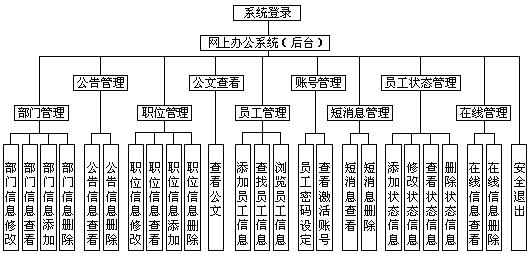 系统登录
网上办公系统（后台）
公告管理
公文查看
账号管理
员工状态管理
部门管理
职位管理
员工管理
短消息管理
在线管理
部门信息修改
部门信息查看
部门信息添加
部门信息删除
公告信息查看
公告信息删除
职位信息修改
职位信息查看
职位信息添加
职位信息删除
查看公文
添加员工信息
查找员工信息
浏览员工信息
员工密码设定
查看激活账号
短消息查看
短消息删除
添加状态信息
修改状态信息
查看状态信息
删除状态信息
在线信息查看
在线信息删除
安全退出